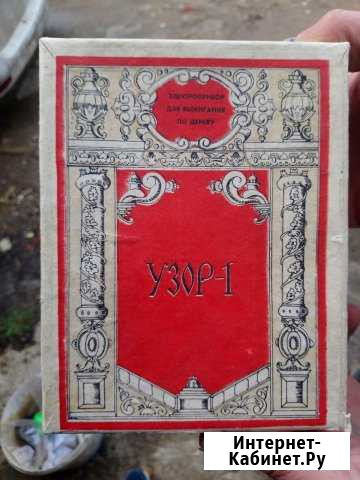 ЭЛЕКТРОПРИБОР
ДЛЯ ВЫЖИГАНИЯ
ПО ДЕРЕВУ
УЗОР-1
Интернет-
Кабинет.Ру